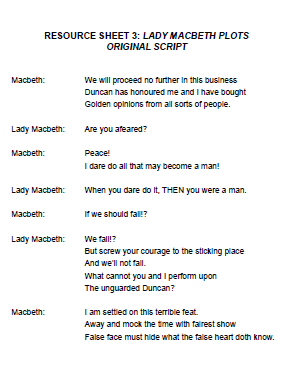 RESOURCE SHEET 3: LADY MACBETH PLOTS
ORIGINAL SCRIPT
Macbeth: We will proceed no further in this business
Duncan has honoured me and I have bought
Golden opinions from all sorts of people.
Lady Macbeth: Are you afeared?
Macbeth: Peace!
I dare do all that may become a man!
Lady Macbeth: When you dare do it, THEN you were a man.
Macbeth: If we should fail!?
Lady Macbeth: We fail!?
But screw your courage to the sticking place
And we'll not fail.
What cannot you and I perform upon
The unguarded Duncan?
Macbeth: I am settled on this terrible feat.
Away and mock the time with fairest show
False face must hide what the false heart doth know.